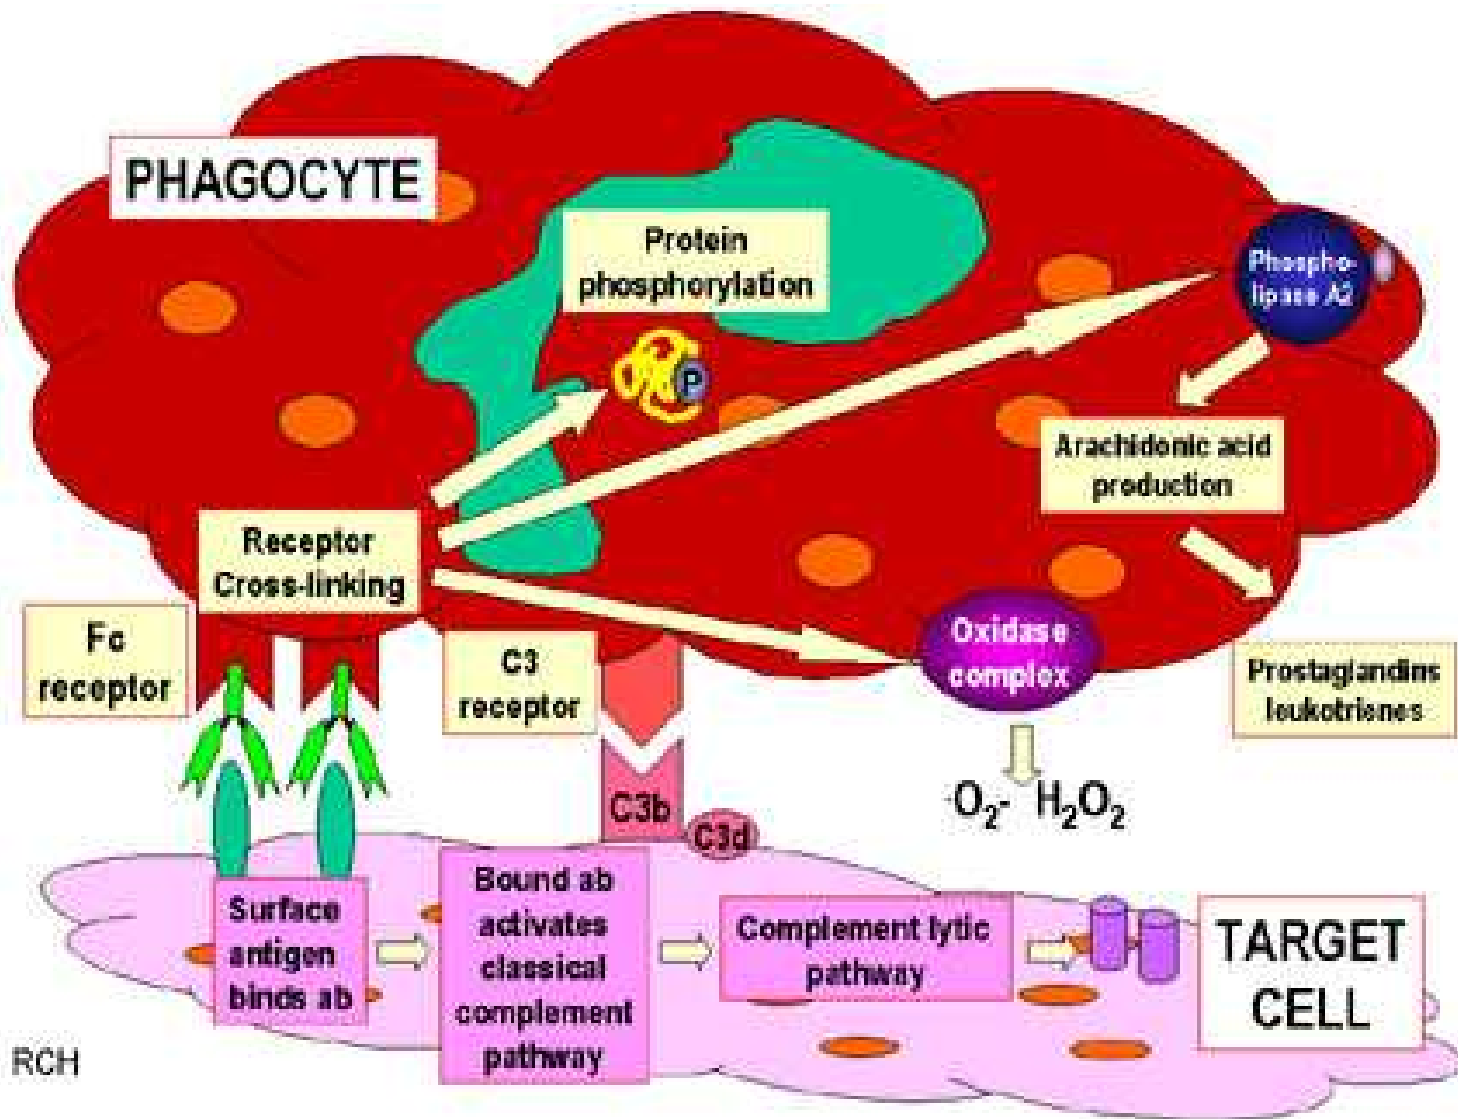 PHAGOCYTE
Protein
phosphorylation
Phospho-
lipase A2
P
Arachidonic acid
production
Receptor
Cross-linking
Fc
receptor
C3
receptor
Oxidase
complex
Prostaglandins
leukotrienes
·O₂- H₂O₂
C3b
C3d
Surface
antigen
binds ab
Bound ab
activates
classical
complement
pathway
Complement lytic
pathway
TARGET
CELL
RCH